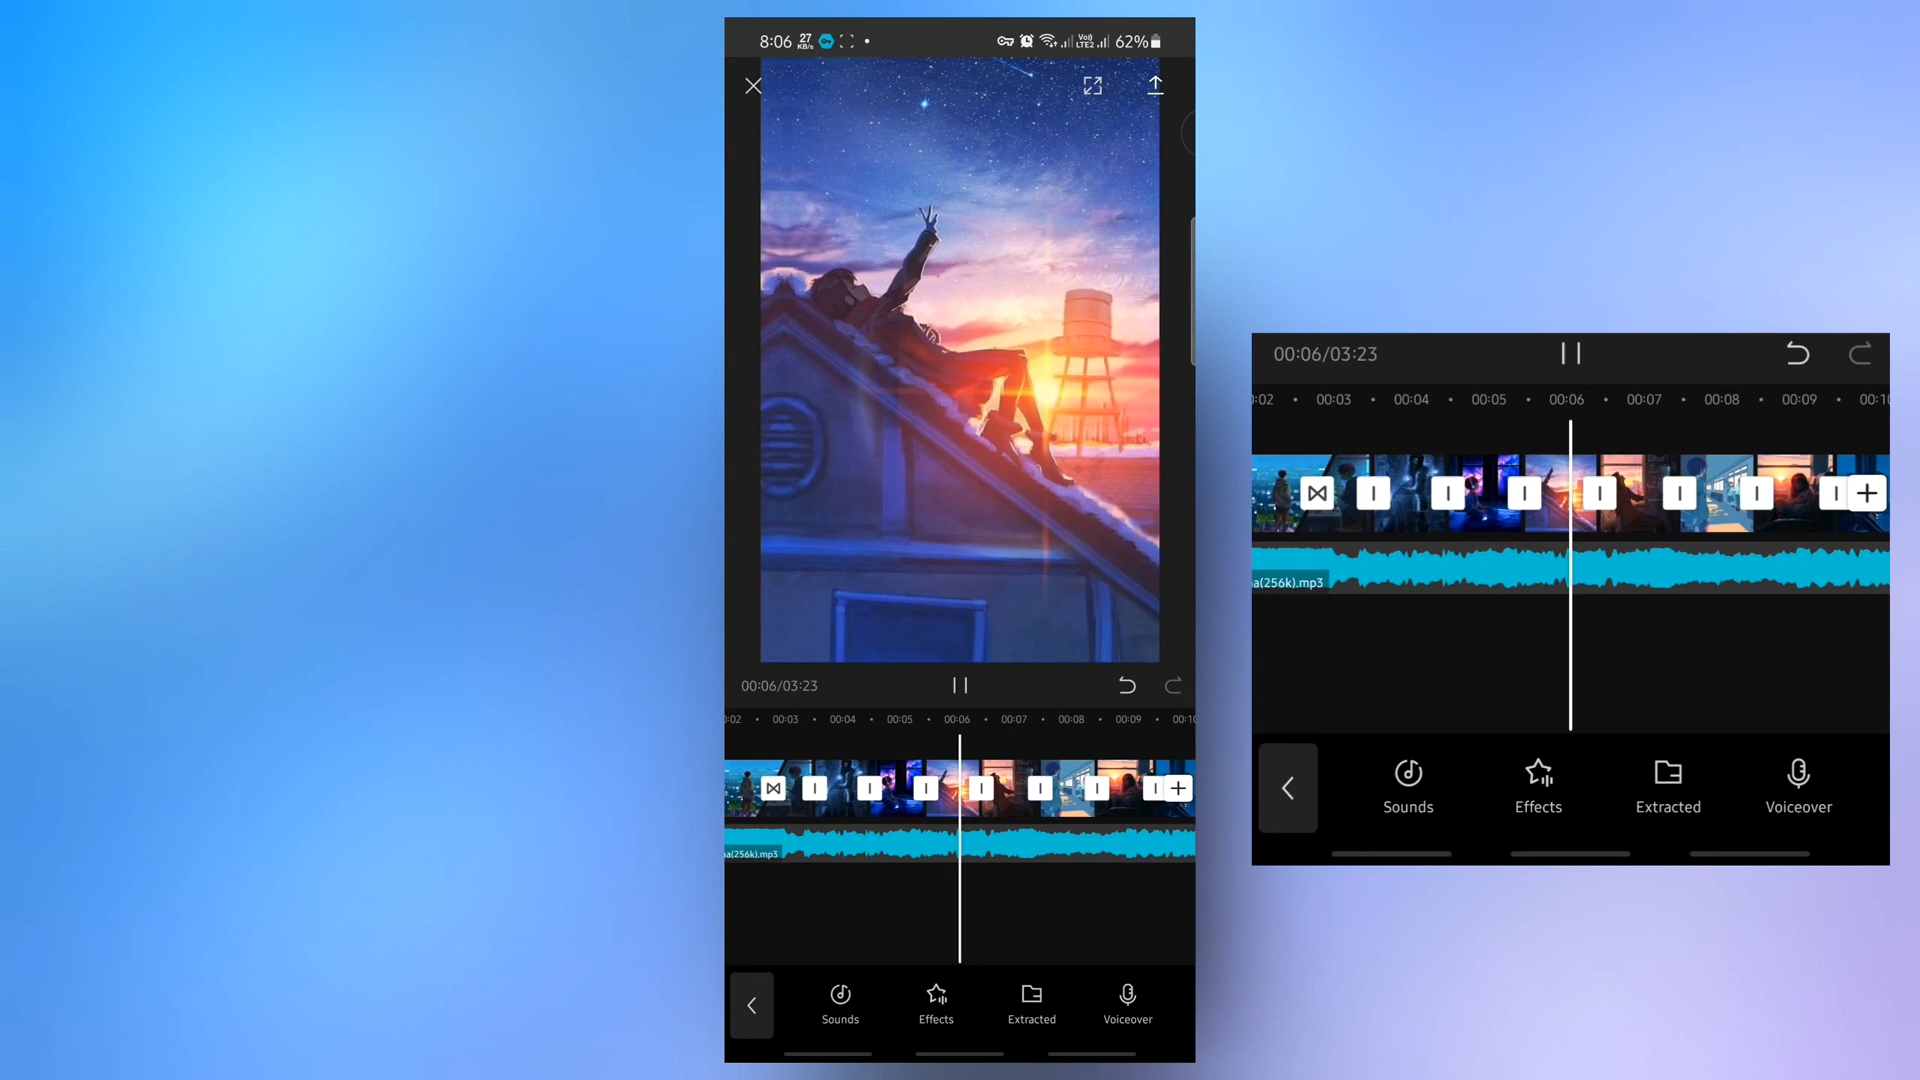 8:06 27 KB/s Vo)) LTE2 62%
00:06/03:23
:02 00:03 00:04 00:05 00:06 00:07 00:08 00:09 00:10
a(256k).mp3
Sounds Effects Extracted Voiceover
00:06/03:23
:02 00:03 00:04 00:05 00:06 00:07 00:08 00:09 00:10
a(256k).mp3
Sounds Effects Extracted Voiceover